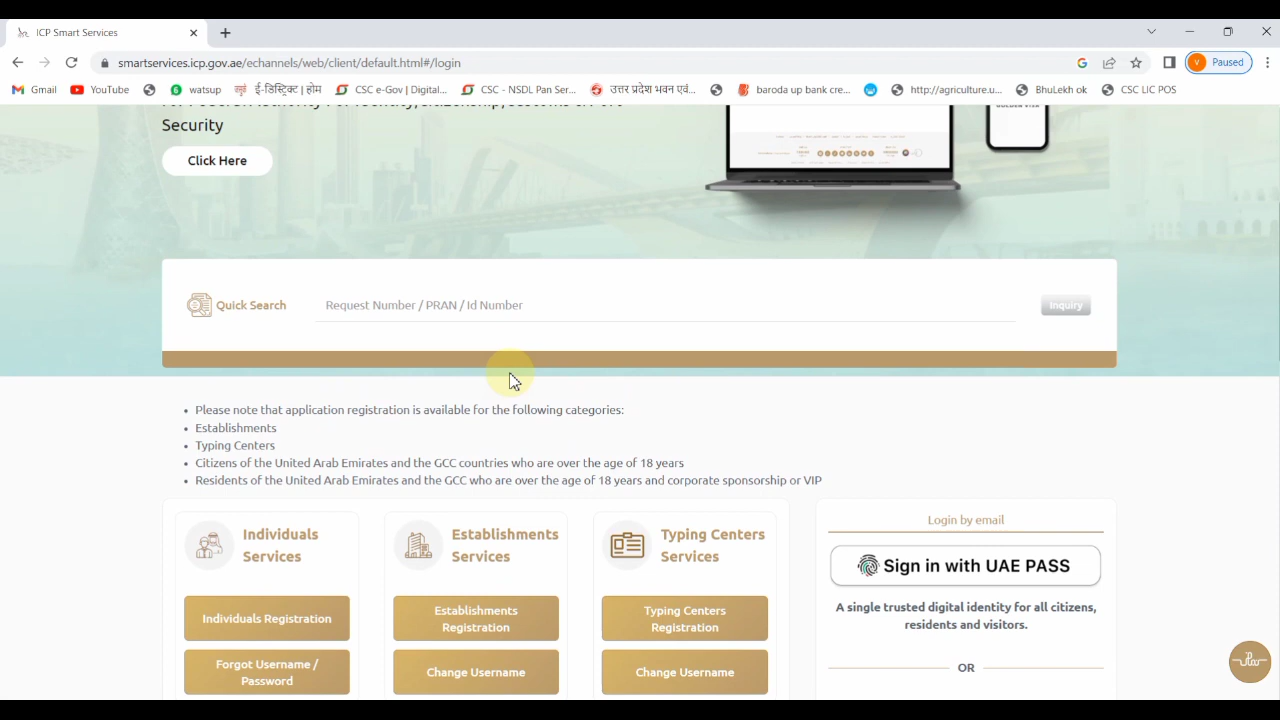 ICP Smart Services
smartservices.icp.gov.ae/echannels/web/client/default.html#/login
V Paused
Gmail YouTube watsup ई-डिस्ट्रिक्ट | होम CSC e-Gov | Digital... CSC - NSDL Pan Ser... उत्तर प्रदेश भवन एवं... baroda up bank cre... http://agriculture.u... BhuLekh ok CSC LIC POS
Security
Click Here
Quick Search
Request Number / PRAN / Id Number
Inquiry
Please note that application registration is available for the following categories:
Establishments
Typing Centers
Citizens of the United Arab Emirates and the GCC countries who are over the age of 18 years
Residents of the United Arab Emirates and the GCC who are over the age of 18 years and corporate sponsorship or VIP
Individuals
Services
Individuals Registration
Forgot Username /
Password
Establishments
Services
Establishments
Registration
Change Username
Typing Centers
Services
Typing Centers
Registration
Change Username
Login by email
Sign in with UAE PASS
A single trusted digital identity for all citizens,
residents and visitors.
OR